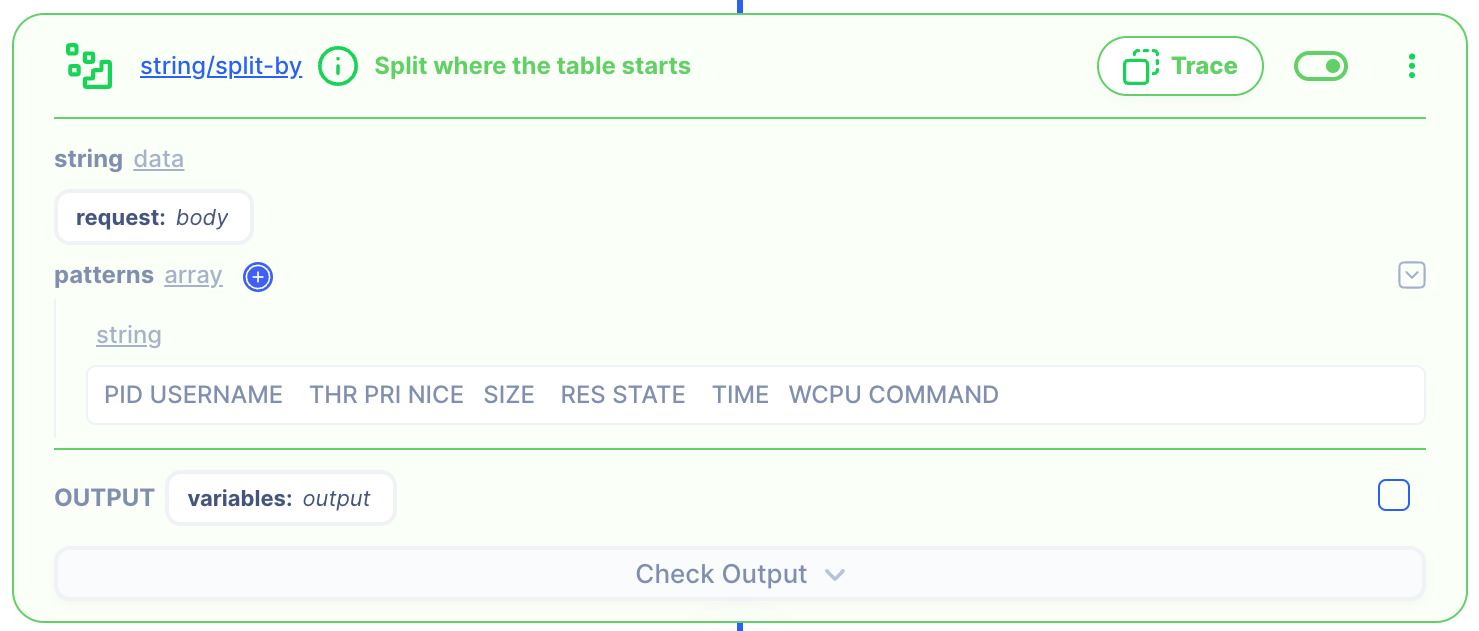 string/split-by Split where the table starts Trace
string data
request: body
patterns array
string
PID USERNAME    THR PRI NICE   SIZE    RES STATE    TIME   WCPU COMMAND
OUTPUT variables: output
Check Output